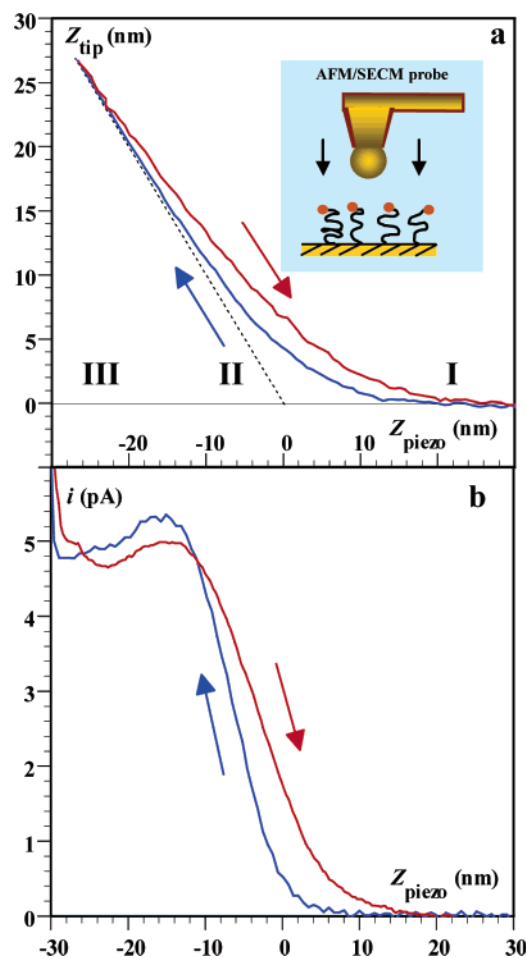 30
Z_tip (nm)
a
AFM/SECM probe
25
20
15
10
5
III II I
0
-20 -10 0 10 Z_piezo (nm)
i (pA)
b
5
4
3
2
1
Z_piezo (nm)
0
-30 -20 -10 0 10 20 30